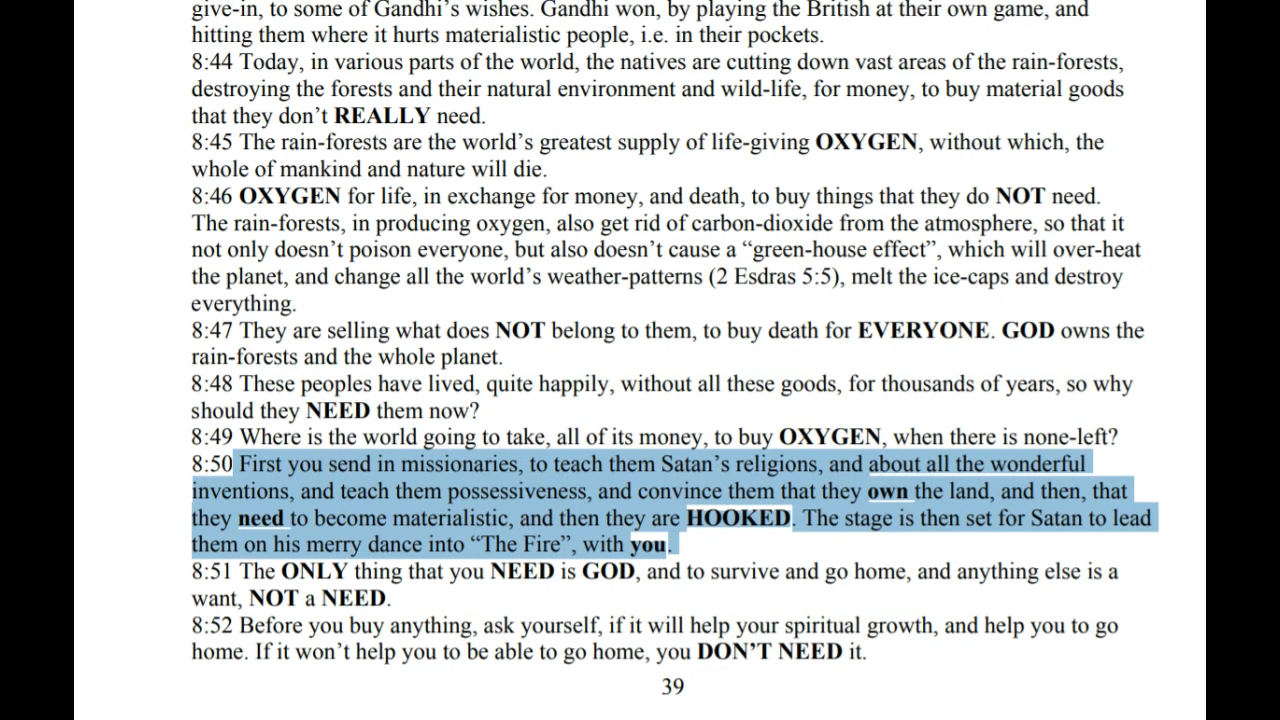 give-in, to some of Gandhi's wishes. Gandhi won, by playing the British at their own game, and
hitting them where it hurts materialistic people, i.e. in their pockets.
8:44 Today, in various parts of the world, the natives are cutting down vast areas of the rain-forests,
destroying the forests and their natural environment and wild-life, for money, to buy material goods
that they don't REALLY need.
8:45 The rain-forests are the world's greatest supply of life-giving OXYGEN, without which, the
whole of mankind and nature will die.
8:46 OXYGEN for life, in exchange for money, and death, to buy things that they do NOT need.
The rain-forests, in producing oxygen, also get rid of carbon-dioxide from the atmosphere, so that it
not only doesn't poison everyone, but also doesn't cause a “green-house effect”, which will over-heat
the planet, and change all the world's weather-patterns (2 Esdras 5:5), melt the ice-caps and destroy
everything.
8:47 They are selling what does NOT belong to them, to buy death for EVERYONE. GOD owns the
rain-forests and the whole planet.
8:48 These peoples have lived, quite happily, without all these goods, for thousands of years, so why
should they NEED them now?
8:49 Where is the world going to take, all of its money, to buy OXYGEN, when there is none-left?
8:50 First you send in missionaries, to teach them Satan's religions, and about all the wonderful
inventions, and teach them possessiveness, and convince them that they own the land, and then, that
they need to become materialistic, and then they are HOOKED. The stage is then set for Satan to lead
them on his merry dance into “The Fire”, with you.
8:51 The ONLY thing that you NEED is GOD, and to survive and go home, and anything else is a
want, NOT a NEED.
8:52 Before you buy anything, ask yourself, if it will help your spiritual growth, and help you to go
home. If it won't help you to be able to go home, you DON'T NEED it.
39